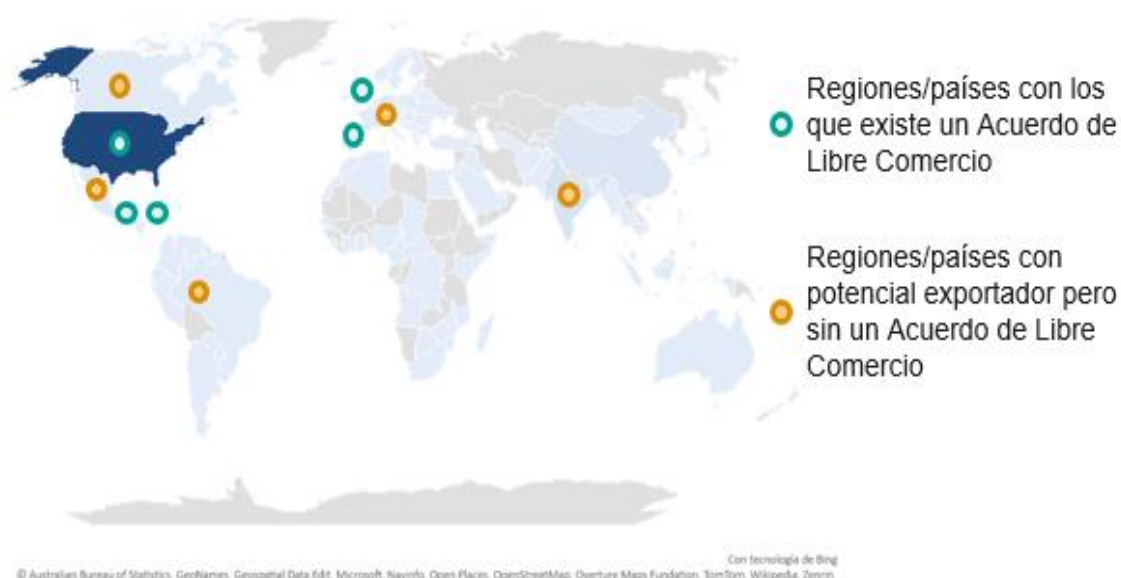 Regiones/países con los
que existe un Acuerdo de
Libre Comercio
Regiones/países con
potencial exportador pero
sin un Acuerdo de Libre
Comercio
Con tecnología de Bing
© Australian Bureau of Statistics, GeoNames, Geospatial Data Edit, Microsoft, Navinfo, Open Places, OpenStreetMap, Overture Maps Fundation, TomTom, Wikipedia, Zenrin